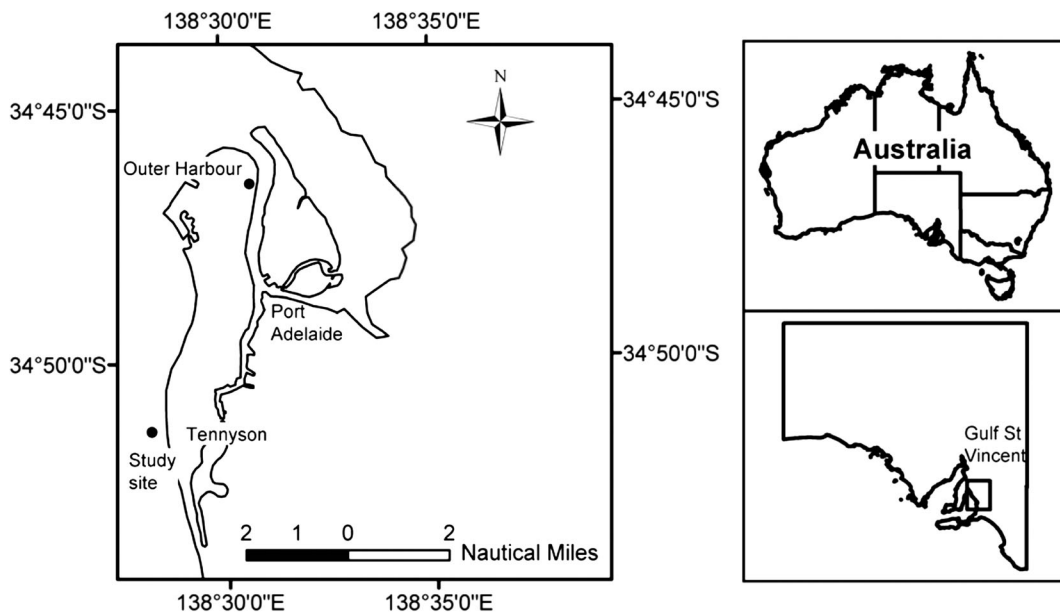 138°30'0"E
138°35'0"E
34°45'0"S
34°45'0"S
N
Outer Harbour
Australia
Port
Adelaide
34°50'0"S
34°50'0"S
Tennyson
Study
site
Gulf St
Vincent
2 1 0 2
Nautical Miles
138°30'0"E
138°35'0"E